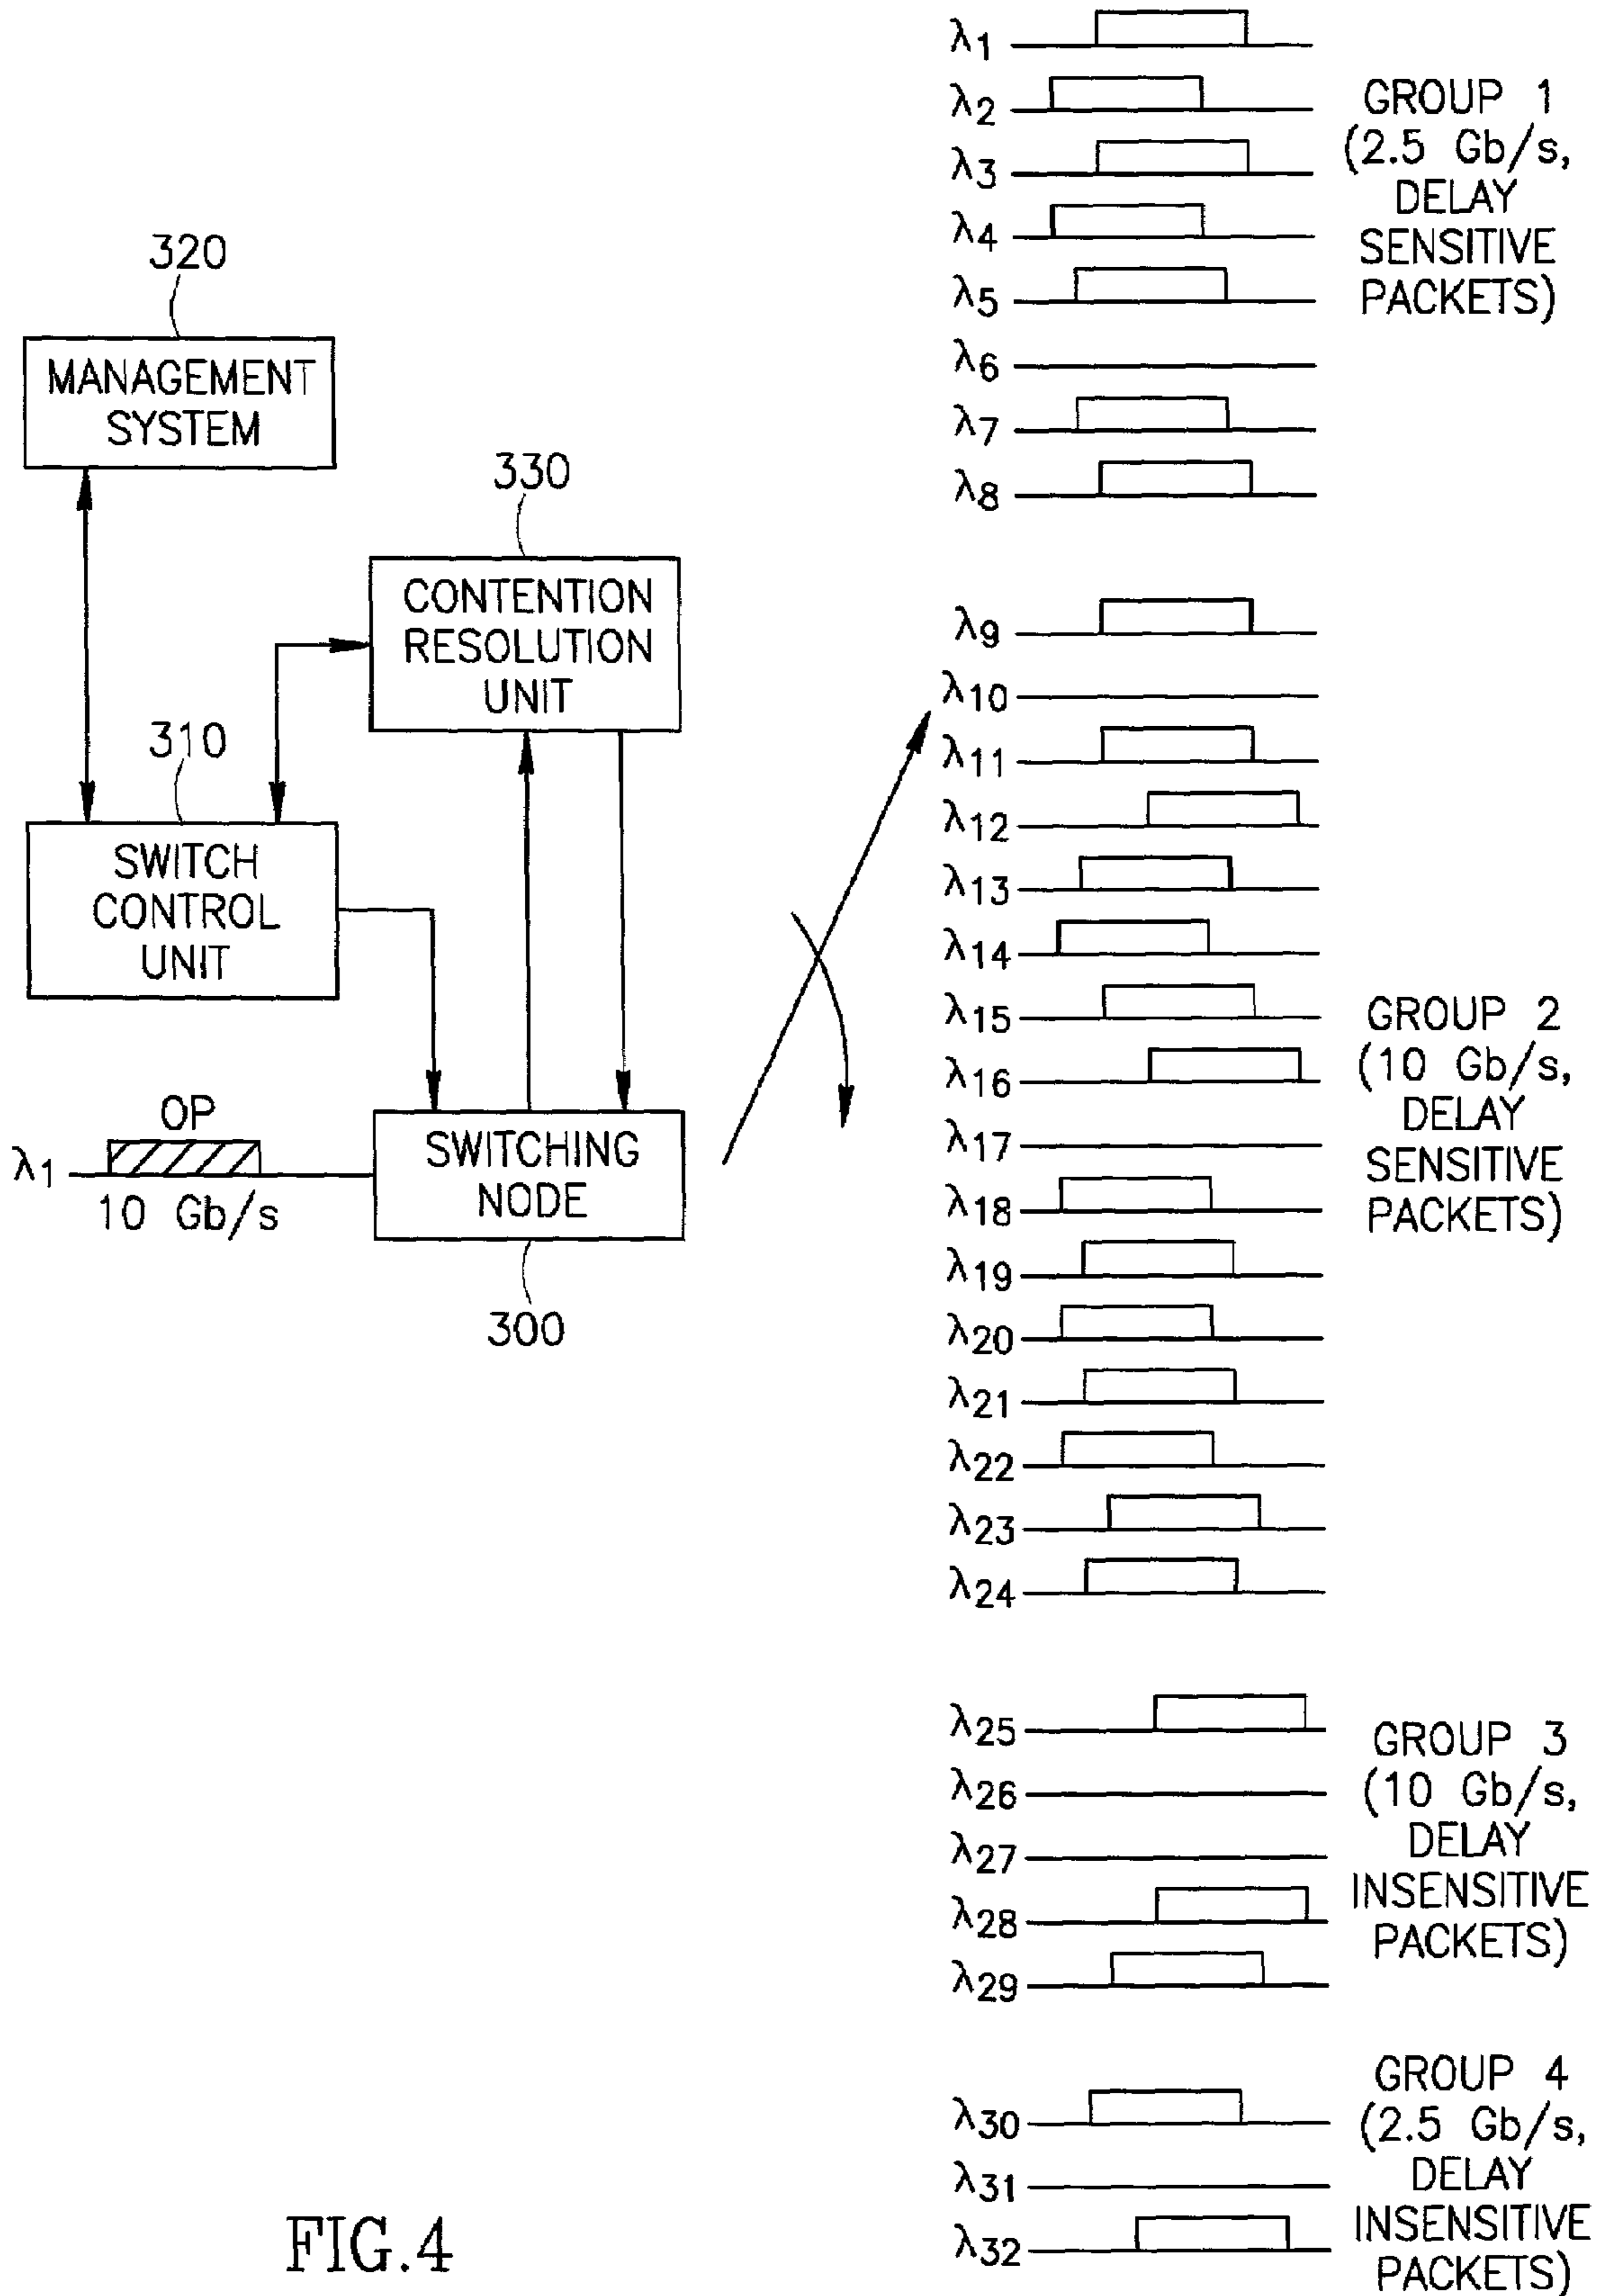 320
MANAGEMENT
SYSTEM
330
CONTENTION
RESOLUTION
UNIT
310
SWITCH
CONTROL
UNIT
OP
λ1
10 Gb/s
SWITCHING
NODE
300
λ1
λ2
λ3
λ4
λ5
λ6
λ7
λ8
GROUP 1
(2.5 Gb/s,
DELAY
SENSITIVE
PACKETS)
λ9
λ10
λ11
λ12
λ13
λ14
λ15
λ16
λ17
λ18
λ19
λ20
λ21
λ22
λ23
λ24
GROUP 2
(10 Gb/s,
DELAY
SENSITIVE
PACKETS)
λ25
λ26
λ27
λ28
λ29
GROUP 3
(10 Gb/s,
DELAY
INSENSITIVE
PACKETS)
λ30
λ31
λ32
GROUP 4
(2.5 Gb/s,
DELAY
INSENSITIVE
PACKETS)
FIG.4